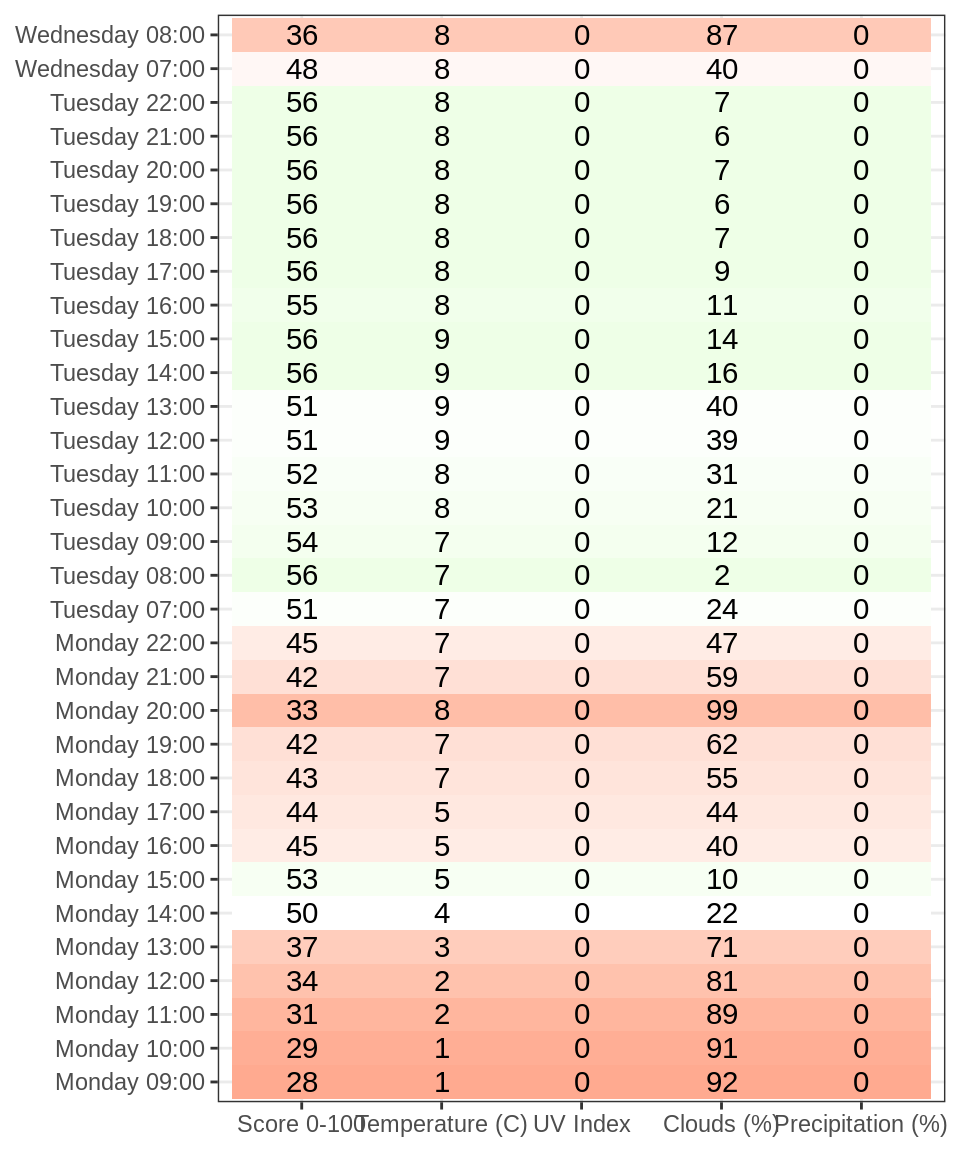 Wednesday 08:00 36 8 0 87 0
Wednesday 07:00 48 8 0 40 0
Tuesday 22:00 56 8 0 7 0
Tuesday 21:00 56 8 0 6 0
Tuesday 20:00 56 8 0 7 0
Tuesday 19:00 56 8 0 6 0
Tuesday 18:00 56 8 0 7 0
Tuesday 17:00 56 8 0 9 0
Tuesday 16:00 55 8 0 11 0
Tuesday 15:00 56 9 0 14 0
Tuesday 14:00 56 9 0 16 0
Tuesday 13:00 51 9 0 40 0
Tuesday 12:00 51 9 0 39 0
Tuesday 11:00 52 8 0 31 0
Tuesday 10:00 53 8 0 21 0
Tuesday 09:00 54 7 0 12 0
Tuesday 08:00 56 7 0 2 0
Tuesday 07:00 51 7 0 24 0
Monday 22:00 45 7 0 47 0
Monday 21:00 42 7 0 59 0
Monday 20:00 33 8 0 99 0
Monday 19:00 42 7 0 62 0
Monday 18:00 43 7 0 55 0
Monday 17:00 44 5 0 44 0
Monday 16:00 45 5 0 40 0
Monday 15:00 53 5 0 10 0
Monday 14:00 50 4 0 22 0
Monday 13:00 37 3 0 71 0
Monday 12:00 34 2 0 81 0
Monday 11:00 31 2 0 89 0
Monday 10:00 29 1 0 91 0
Monday 09:00 28 1 0 92 0
Score 0-100 Temperature (C) UV Index Clouds (%) Precipitation (%)